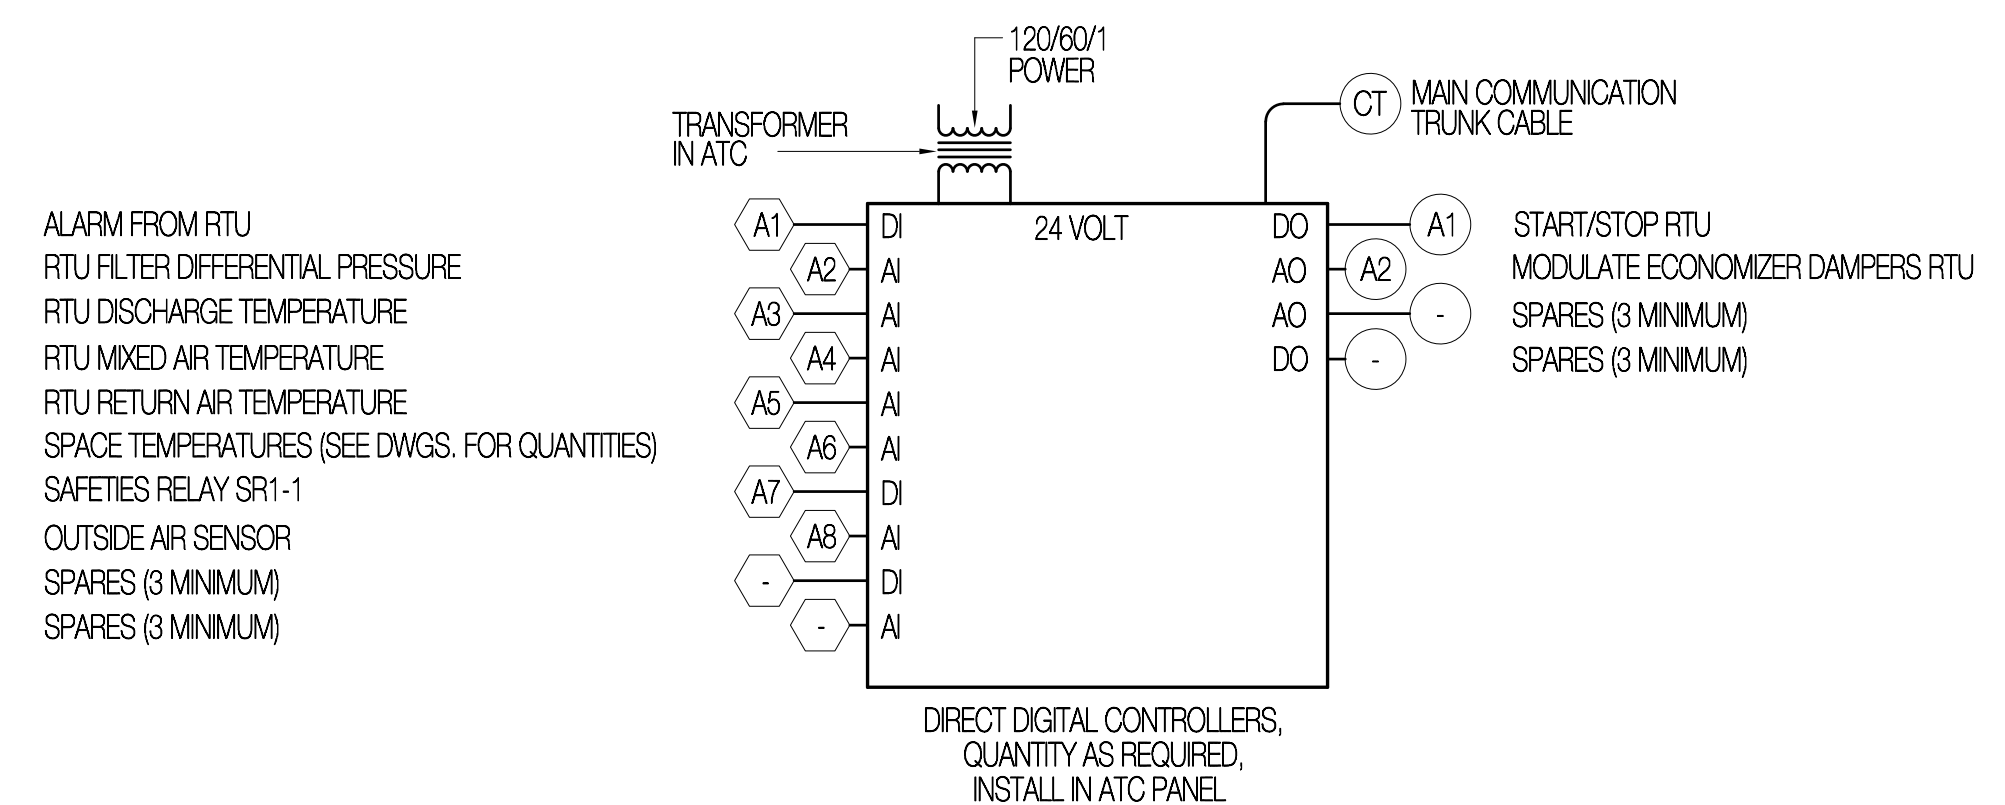 120/60/1
POWER
TRANSFORMER
IN ATC
CT
MAIN COMMUNICATION
TRUNK CABLE
ALARM FROM RTU
A1
DI
24 VOLT
DO
A1
START/STOP RTU
RTU FILTER DIFFERENTIAL PRESSURE
A2
AI
AO
A2
MODULATE ECONOMIZER DAMPERS RTU
RTU DISCHARGE TEMPERATURE
A3
AI
AO
-
SPARES (3 MINIMUM)
RTU MIXED AIR TEMPERATURE
A4
AI
DO
-
SPARES (3 MINIMUM)
RTU RETURN AIR TEMPERATURE
A5
AI
SPACE TEMPERATURES (SEE DWGS. FOR QUANTITIES)
A6
AI
SAFETIES RELAY SR1-1
A7
DI
OUTSIDE AIR SENSOR
A8
AI
SPARES (3 MINIMUM)
-
DI
SPARES (3 MINIMUM)
-
AI
DIRECT DIGITAL CONTROLLERS,
QUANTITY AS REQUIRED,
INSTALL IN ATC PANEL